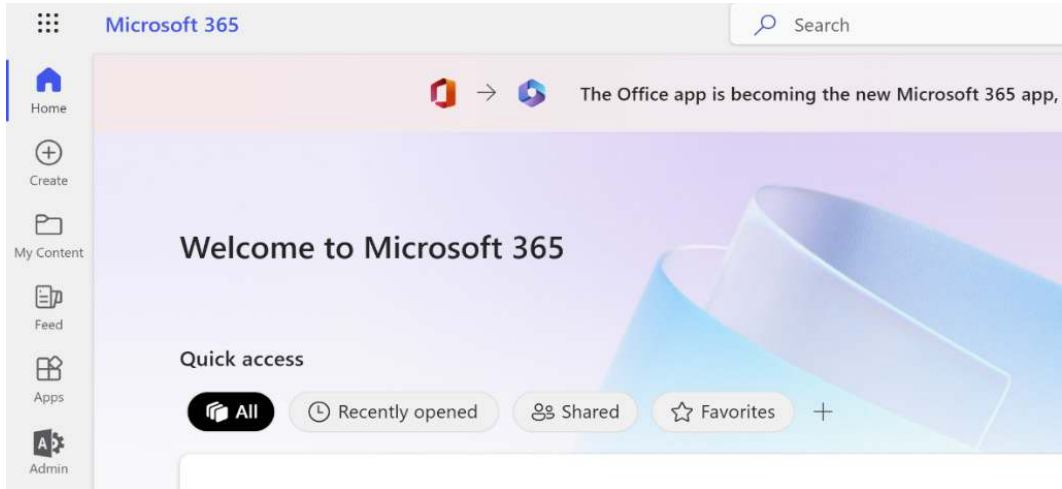 Microsoft 365
Search
Home
The Office app is becoming the new Microsoft 365 app,
Create
My Content
Welcome to Microsoft 365
Feed
Quick access
Apps
All
Recently opened
Shared
Favorites
Admin